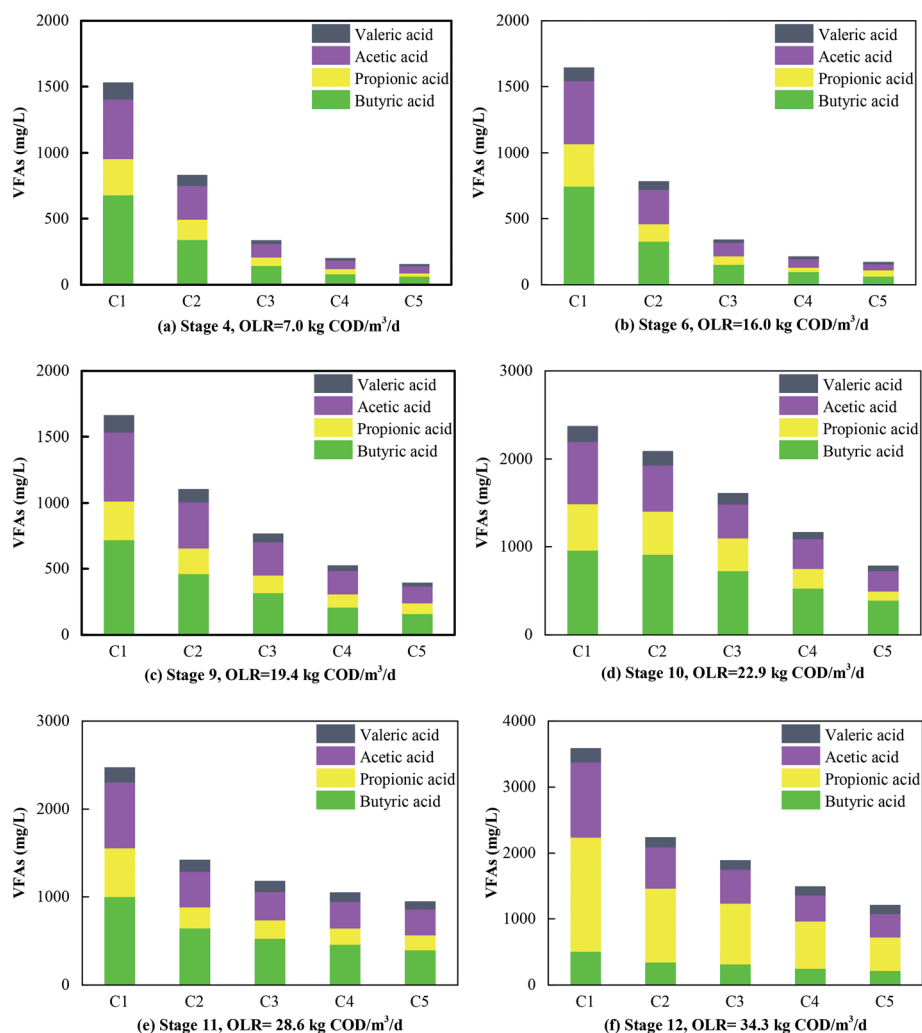 2000
Valeric acid
Acetic acid
Propionic acid
Butyric acid
1500
1000
500
0
VFAs (mg/L)
C1 C2 C3 C4 C5
(a) Stage 4, OLR=7.0 kg COD/m³/d
2000
Valeric acid
Acetic acid
Propionic acid
Butyric acid
1500
1000
500
0
VFAs (mg/L)
C1 C2 C3 C4 C5
(b) Stage 6, OLR=16.0 kg COD/m³/d
2000
Valeric acid
Acetic acid
Propionic acid
Butyric acid
1500
1000
500
0
VFAs (mg/L)
C1 C2 C3 C4 C5
(c) Stage 9, OLR=19.4 kg COD/m³/d
3000
Valeric acid
Acetic acid
Propionic acid
Butyric acid
2000
1000
0
VFAs (mg/L)
C1 C2 C3 C4 C5
(d) Stage 10, OLR=22.9 kg COD/m³/d
3000
Valeric acid
Acetic acid
Propionic acid
Butyric acid
2000
1000
0
VFAs (mg/L)
C1 C2 C3 C4 C5
(e) Stage 11, OLR= 28.6 kg COD/m³/d
4000
Valeric acid
Acetic acid
Propionic acid
Butyric acid
3000
2000
1000
0
VFAs (mg/L)
C1 C2 C3 C4 C5
(f) Stage 12, OLR= 34.3 kg COD/m³/d